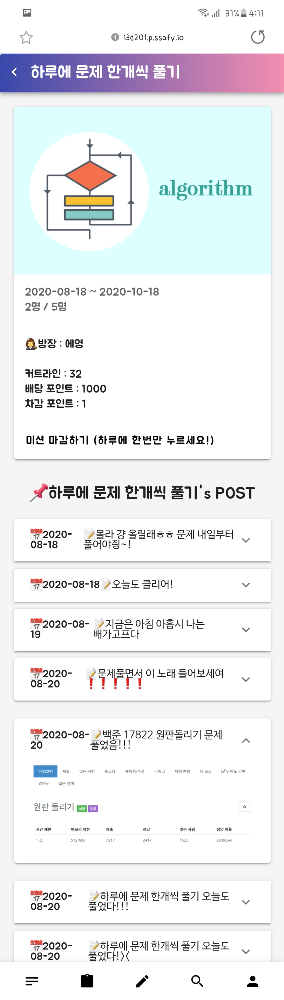 31% 4:11
i3d201.p.ssafy.io
하루에 문제 한개씩 풀기
algorithm
2020-08-18 ~ 2020-10-18
2명 / 5명
방장 : 에영
커트라인 : 32
배당 포인트 : 1000
차감 포인트 : 1
미션 마감하기 (하루에 한번만 누르세요!)
📌하루에 문제 한개씩 풀기's POST
📅2020-08-18 📝몰라 걍 올릴래ㅎㅎ 문제 내일부터
풀어야징~!
📅2020-08-18📝오늘도 클리어!
📅2020-08-19 📝지금은 아침 아홉시 나는
배가고프다
📅2020-08-20 📝문제풀면서 이 노래 들어보세여
❗❗❗❗❗
📅2020-08-20 📝백준 17822 원판돌리기 문제
풀었음!!!
17822번 제출 맞은 사람 숏코딩 재채점/수정 디버그 채점 현황 내 소스 난이도 기여
강의 질문 검색
원판 돌리기 성공 분류
시간 제한 메모리 제한 제출 정답 맞은 사람 정답 비율
1 초 512 MB 7217 2417 1535 30.086%
📅2020-08-20 📝하루에 문제 한개씩 풀기 오늘도
풀었다!!!
📅2020-08-20 📝하루에 문제 한개씩 풀기 오늘도
풀었다!><